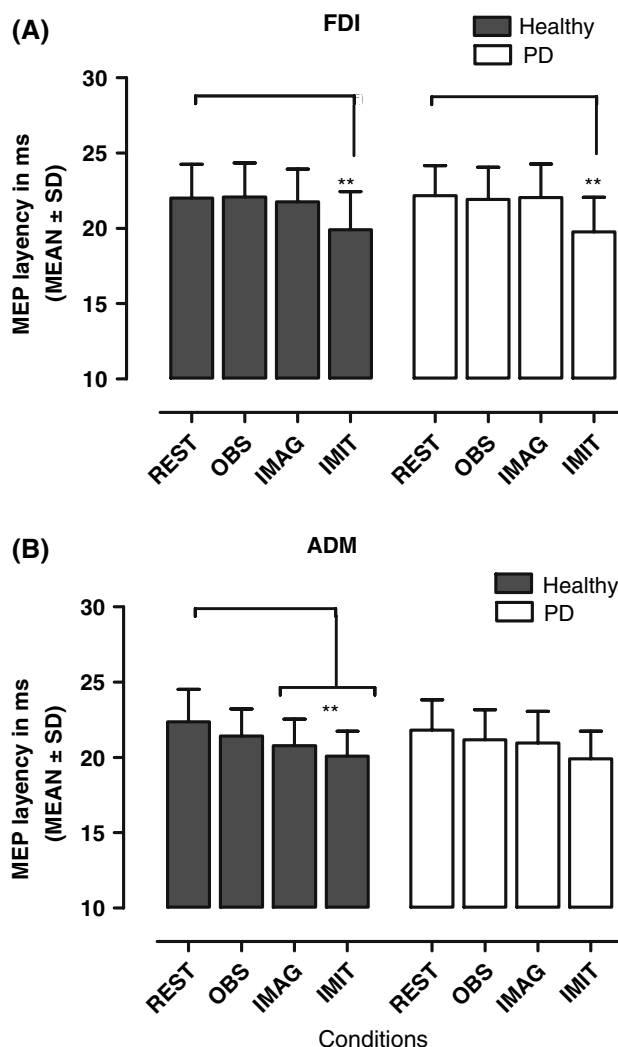 (A)
FDI
Healthy
PD
MEP layency in ms
(MEAN ± SD)
30
25
20
15
10
**
**
REST OBS IMAG IMIT REST OBS IMAG IMIT
(B)
ADM
Healthy
PD
MEP layency in ms
(MEAN ± SD)
30
25
20
15
10
**
REST OBS IMAG IMIT REST OBS IMAG IMIT
Conditions